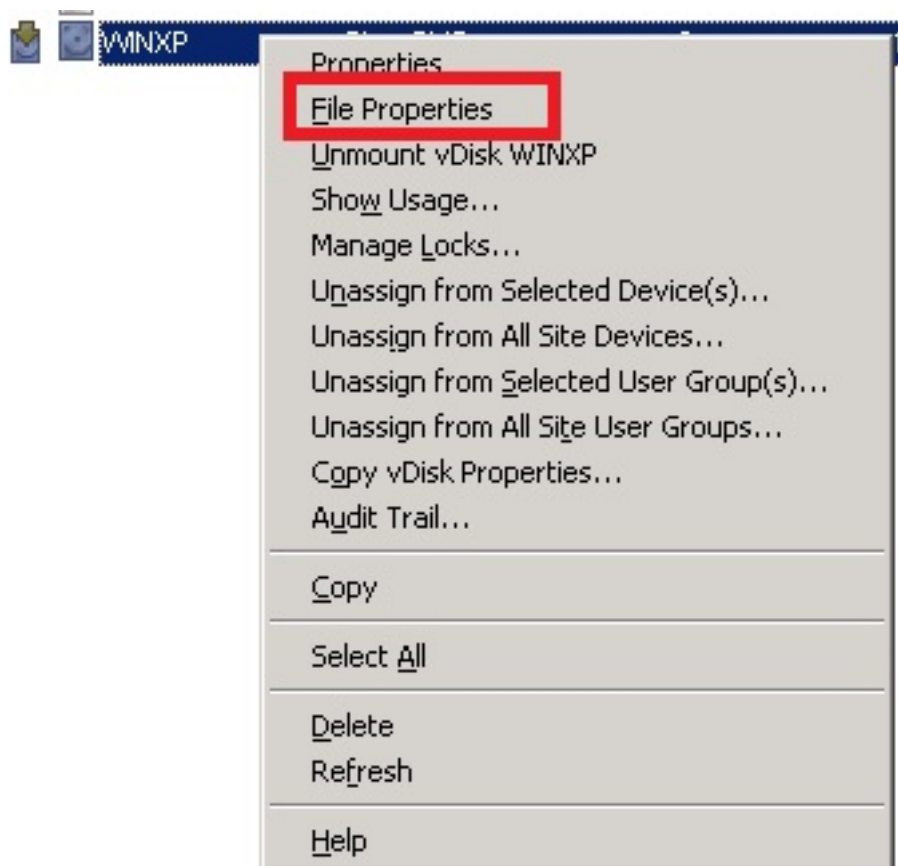 WINXP
Properties
File Properties
Unmount vDisk WINXP
Show Usage...
Manage Locks...
Unassign from Selected Device(s)...
Unassign from All Site Devices...
Unassign from Selected User Group(s)...
Unassign from All Site User Groups...
Copy vDisk Properties...
Audit Trail...
Copy
Select All
Delete
Refresh
Help